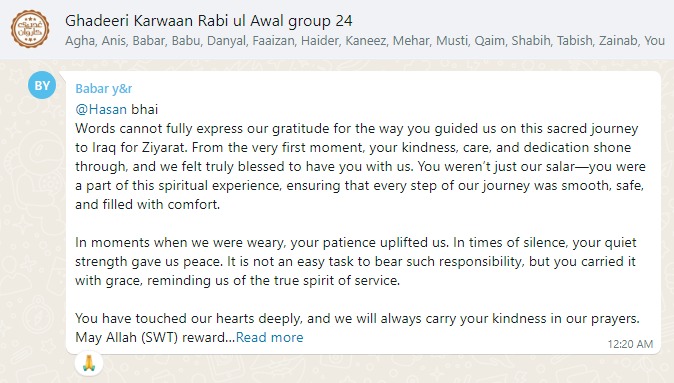 Ghadeeri Karwaan Rabi ul Awal group 24
Agha, Anis, Babar, Babu, Danyal, Faaizan, Haider, Kaneez, Mehar, Musti, Qaim, Shabih, Tabish, Zainab, You
BY
Babar y&r
@Hasan bhai
Words cannot fully express our gratitude for the way you guided us on this sacred journey
to Iraq for Ziyarat. From the very first moment, your kindness, care, and dedication shone
through, and we felt truly blessed to have you with us. You weren’t just our salar—you were
a part of this spiritual experience, ensuring that every step of our journey was smooth, safe,
and filled with comfort.
In moments when we were weary, your patience uplifted us. In times of silence, your quiet
strength gave us peace. It is not an easy task to bear such responsibility, but you carried it
with grace, reminding us of the true spirit of service.
You have touched our hearts deeply, and we will always carry your kindness in our prayers.
May Allah (SWT) reward...Read more
12:20 AM